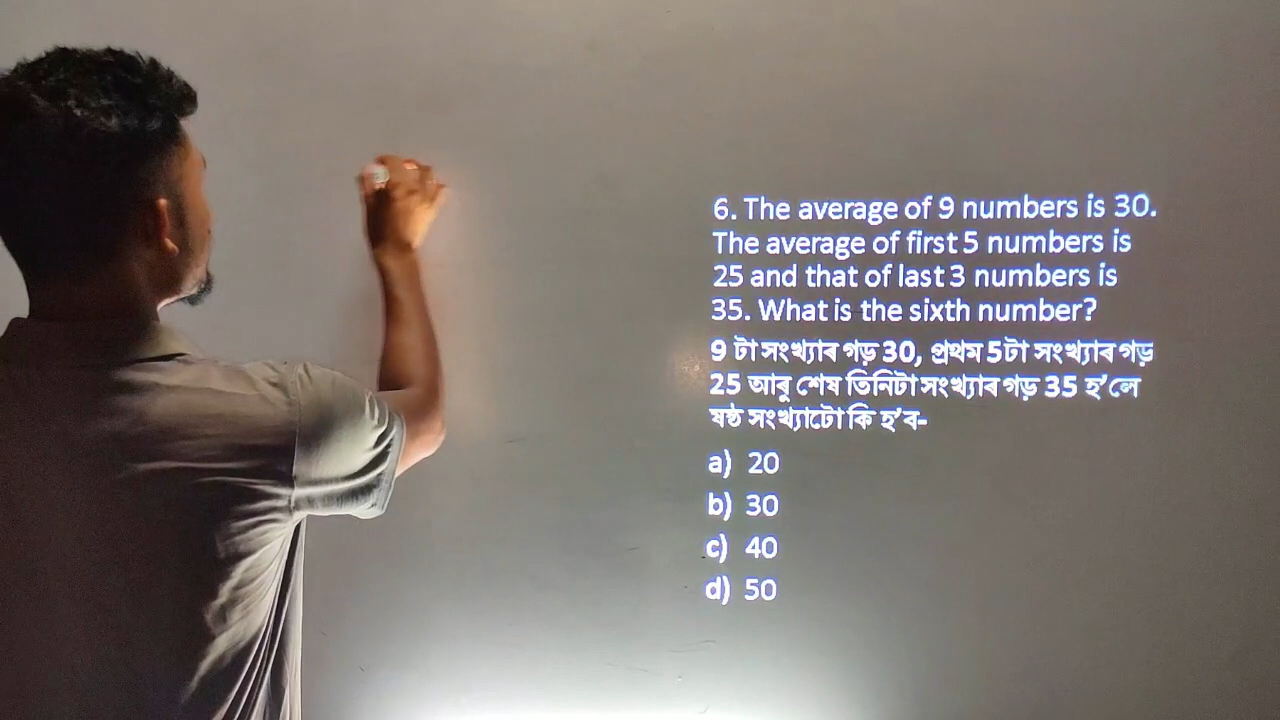 6. The average of 9 numbers is 30.
The average of first 5 numbers is
25 and that of last 3 numbers is
35. What is the sixth number?
9 টা সংখ্যাৰ গড় 30, প্ৰথম 5টা সংখ্যাৰ গড়
25 আৰু শেষ তিনিটা সংখ্যাৰ গড় 35 হ’লে
ষষ্ঠ সংখ্যাটো কি হ’ব-
a) 20
b) 30
c) 40
d) 50